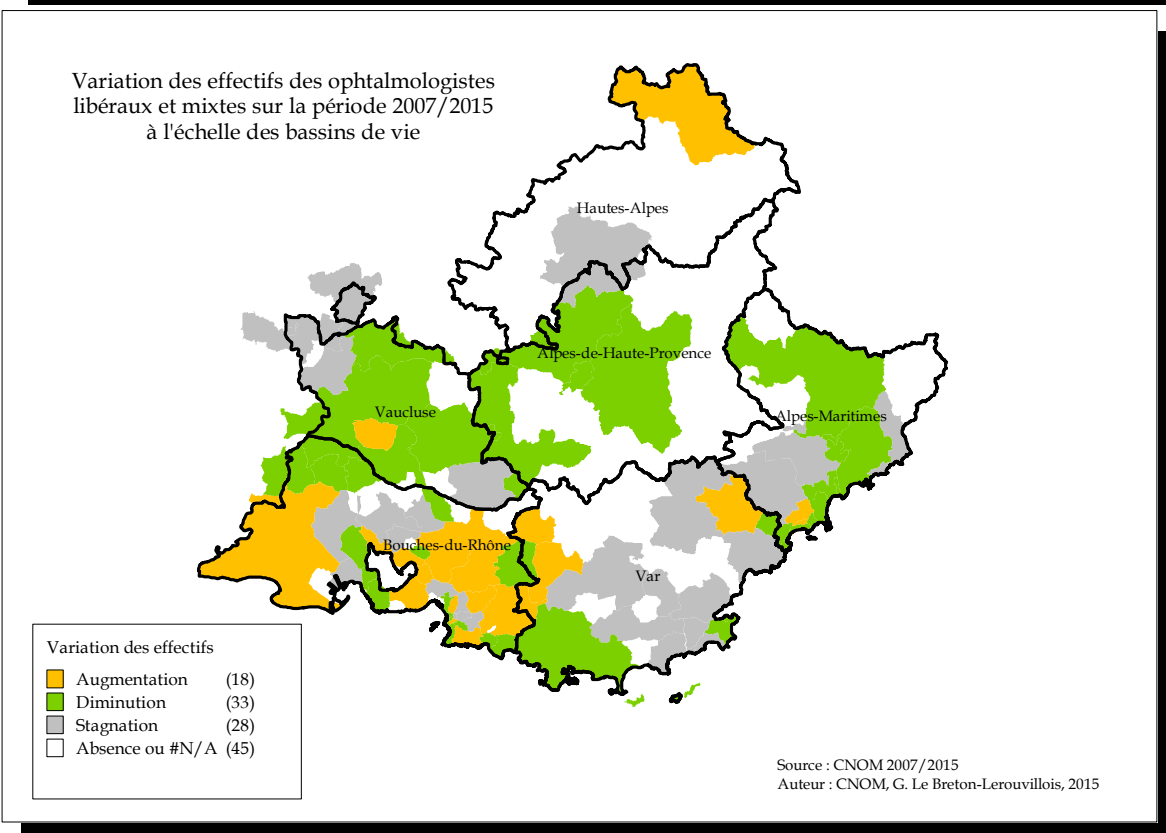 Variation des effectifs des ophtalmologistes
libéraux et mixtes sur la période 2007/2015
à l'échelle des bassins de vie
Hautes-Alpes
Alpes-de-Haute-Provence
Vaucluse
Alpes-Maritimes
Bouches-du-Rhône
Var
Variation des effectifs
Augmentation (18)
Diminution (33)
Stagnation (28)
Absence ou #N/A (45)
Source : CNOM 2007/2015
Auteur : CNOM, G. Le Breton-Lerouvillois, 2015